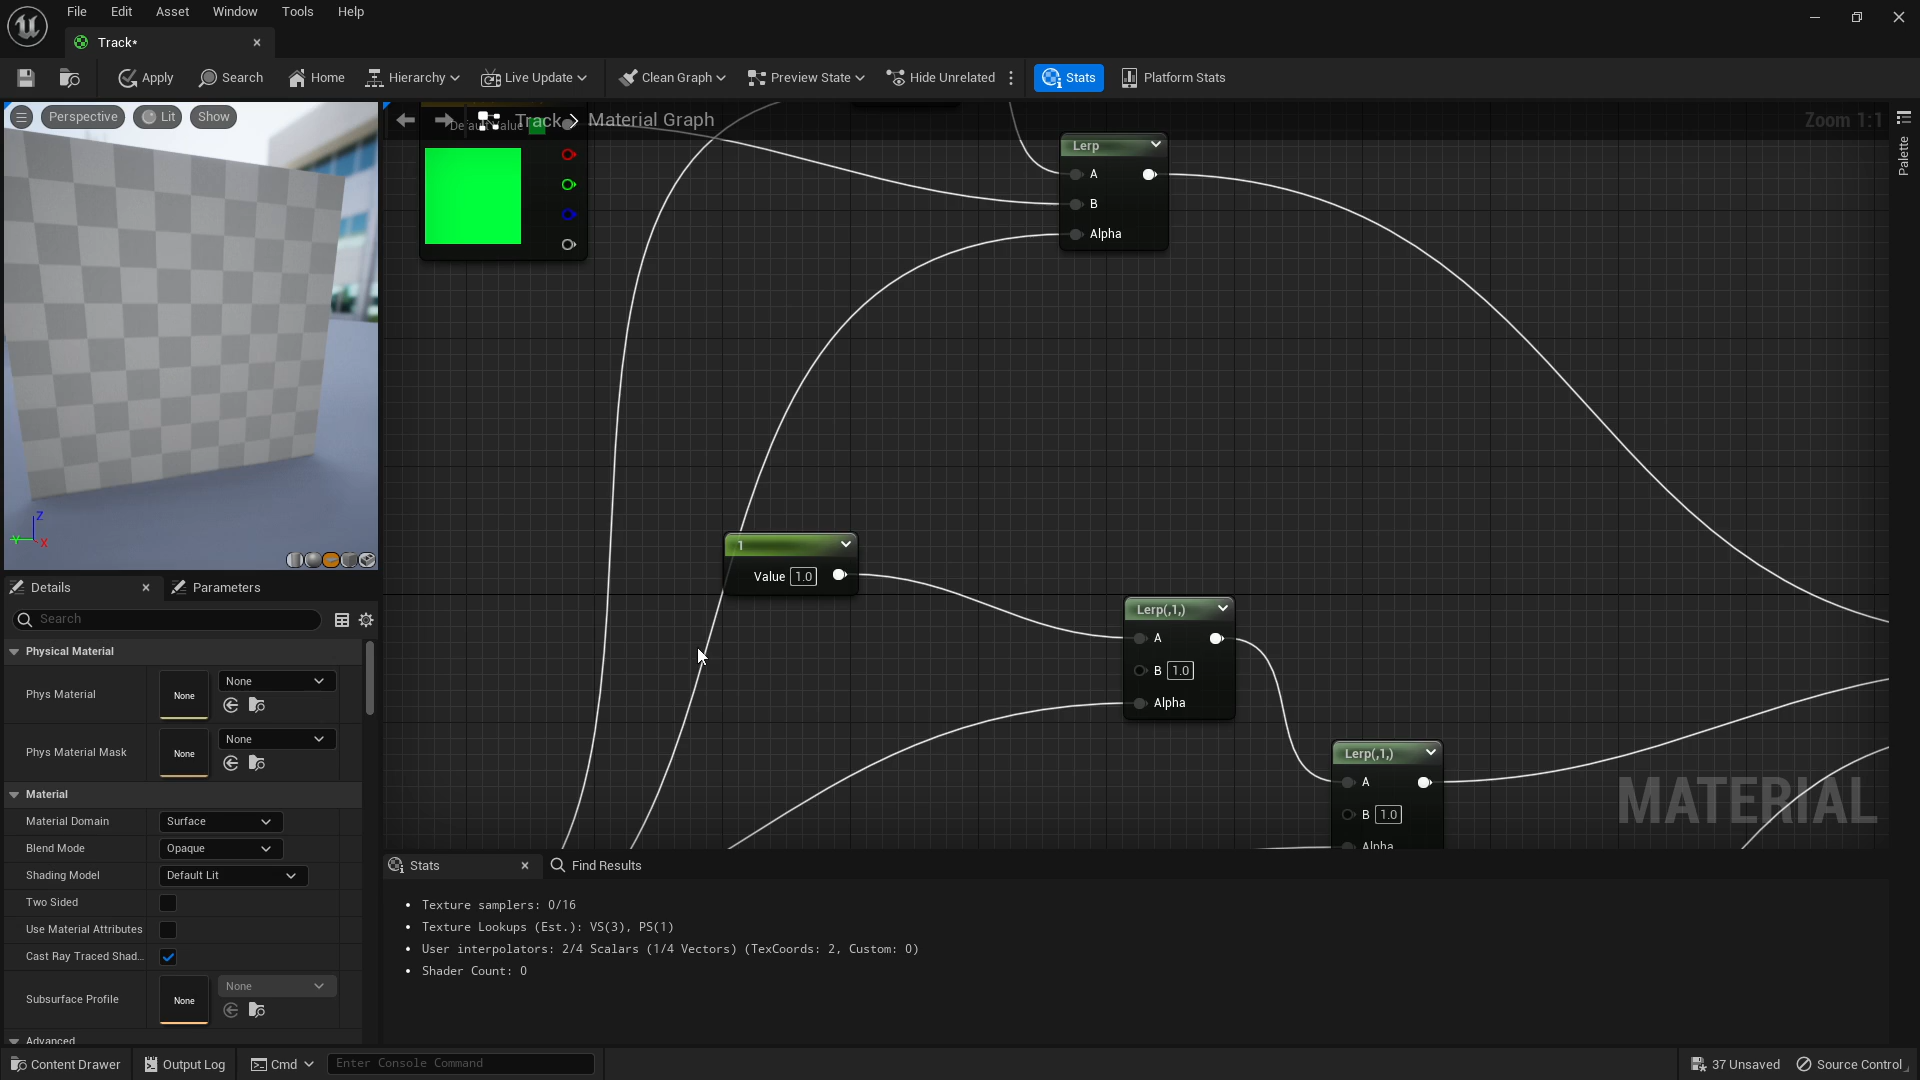 File Edit Asset Window Tools Help
Track*
Apply Search Home Hierarchy Live Update Clean Graph Preview State Hide Unrelated Stats Platform Stats
Perspective Lit Show
Default Value
Track Material Graph
Zoom 1:1
Palette
Lerp
A
B
Alpha
1
Value 1.0
Lerp(,1,)
A
B 1.0
Alpha
Lerp(,1,)
A
B 1.0
Alpha
MATERIAL
Z
Y
X
Details Parameters
Search
Physical Material
Phys Material None None
Phys Material Mask None None
Material
Material Domain Surface
Blend Mode Opaque
Shading Model Default Lit
Two Sided
Use Material Attributes
Cast Ray Traced Shad...
Subsurface Profile None None
Advanced
Stats Find Results
• Texture samplers: 0/16
• Texture Lookups (Est.): VS(3), PS(1)
• User interpolators: 2/4 Scalars (1/4 Vectors) (TexCoords: 2, Custom: 0)
• Shader Count: 0
Content Drawer Output Log Cmd Enter Console Command 37 Unsaved Source Control